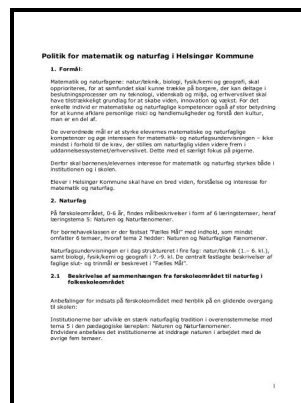 Politik for matematik og naturfag i Helsingør Kommune
1. Formål:
Matematik og naturfagene: natur/teknik, biologi, fysik/kemi og geografi, skal
opprioriteres, for at samfundet skal kunne trække på borgere, der kan deltage i
beslutningsprocesser om ny teknologi, videnskab og miljø, og erhvervslivet skal
have tilstrækkeligt grundlag for at skabe viden, innovation og vækst. For det
enkelte individ er matematiske og naturfaglige kompetencer også af stor betydning
for at kunne afklare personlige risici og handlemuligheder og forstå den kultur,
man er en del af.
De overordnede mål er at styrke elevernes matematiske og naturfaglige
kompetencer og øge interessen for matematik- og naturfagsundervisningen – ikke
mindst i forhold til de krav, der stilles om naturfaglig viden videre frem i
uddannelsessystemet/erhvervslivet. Dette med et særligt fokus på pigerne.
Derfor skal børnenes/elevernes interesse for matematik og naturfag styrkes både i
institutionen og i skolen.
Elever i Helsingør Kommune skal have en bred viden, forståelse og interesse for
matematik og naturfag.
2. Naturfag
På førskoleområdet, 0-6 år, findes målbeskrivelser i form af 6 læringstemaer, heraf
læringstema 5: Naturen og Naturfænomener.
For børnehaveklassen er der fastsat "Fælles Mål" med indhold, som mindst
omfatter 6 temaer, hvoraf tema 2 hedder: Naturen og Naturfaglige Fænomener.
Naturfagsundervisningen er i dag struktureret i fire fag: natur/teknik (1.– 6. kl.),
samt biologi, fysik/kemi og geografi i 7.-9. kl. De centralt fastlagte beskrivelser af
faglige slut- og trinmål er beskrevet i "Fælles Mål".
2.1 Beskrivelse af sammenhængen fra førskoleområdet til naturfag i
folkeskoleområdet
Anbefalinger for indsats på førskoleområdet med henblik på en glidende overgang
til skolen:
Institutionerne bør udvikle en stærk naturfaglig tradition i overensstemmelse med
tema 5 i den pædagogiske læreplan: Naturen og Naturfænomener.
Endvidere anbefales det institutionerne at inddrage naturen i arbejdet med de
øvrige fem temaer.
1